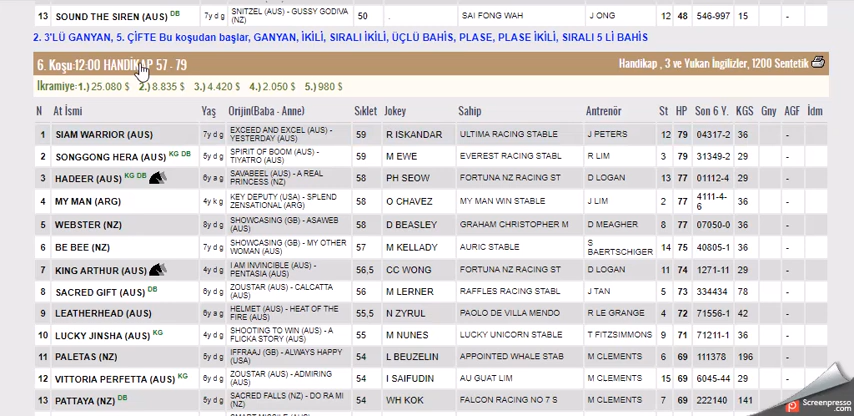 13 SOUND THE SIREN (AUS) DB 7y d g SNITZEL (AUS) - GUSSY GODIVA (NZ) 50 . SAI FONG WAH J ONG 12 48 546-997 15
2. 3'LÜ GANYAN, 5. ÇİFTE Bu koşudan başlar, GANYAN, İKİLİ, SIRALI İKİLİ, ÜÇLÜ BAHİS, PLASE, PLASE İKİLİ, SIRALI 5 Lİ BAHİS
6. Koşu:12:00 HANDİKAP 57 - 79 Handikap , 3 ve Yukarı İngilizler, 1200 Sentetik
İkramiye: 1.) 25.080 $ 2.) 8.835 $ 3.) 4.420 $ 4.) 2.050 $ 5.) 980 $
N At İsmi Yaş Orijin(Baba - Anne) Sıklet Jokey Sahip Antrenör St HP Son 6 Y. KGS Gny AGF İdm
1 SIAM WARRIOR (AUS) 7y d g EXCEED AND EXCEL (AUS) - YESTERDAY (AUS) 59 R ISKANDAR ULTIMA RACING STABLE J PETERS 12 79 04317-2 36 -
2 SONGGONG HERA (AUS) KG DB 5y d g SPIRIT OF BOOM (AUS) - TIYATRO (AUS) 59 M EWE EVEREST RACING STABL R LIM 3 79 31349-2 29 -
3 HADEER (AUS) KG DB 6y a g SAVABEEL (AUS) - A REAL PRINCESS (NZ) 58 PH SEOW FORTUNA NZ RACING ST D LOGAN 13 77 01112-4 29 -
4 MY MAN (ARG) 4y k g KEY DEPUTY (USA) - SPLEND ZENSATIONAL (ARG) 58 O CHAVEZ MY MAN WIN STABLE J LIM 2 77 4111-4-6 36 -
5 WEBSTER (NZ) 8y d g SHOWCASING (GB) - ASAWEB (AUS) 58 D BEASLEY GRAHAM CHRISTOPHER M D MEAGHER 8 77 07050-0 36 -
6 BE BEE (NZ) 7y d g SHOWCASING (GB) - MY OTHER WOMAN (AUS) 57 M KELLADY AURIC STABLE S BAERTSCHIGER 14 75 40805-1 36 -
7 KING ARTHUR (AUS) 4y d g I AM INVINCIBLE (AUS) - PENTASIA (AUS) 56,5 CC WONG FORTUNA NZ RACING ST D LOGAN 11 74 1271-11 29 -
8 SACRED GIFT (AUS) DB 6y d g ZOUSTAR (AUS) - CALCATTA (AUS) 56 M LERNER RAFFLES RACING STABL J TAN 5 73 334434 78 -
9 LEATHERHEAD (AUS) 6y a g HELMET (AUS) - HEAT OF THE FIRE (AUS) 55,5 N ZYRUL PAOLO DE VILLA MENDO R LE GRANGE 4 72 71556-1 42 -
10 LUCKY JINSHA (AUS) KG 4y d g SHOOTING TO WIN (AUS) - A FLICKA STORY (AUS) 55 M NUNES LUCKY UNICORN STABLE T FITZSIMMONS 9 71 71211-1 36 -
11 PALETAS (NZ) 5y d g IFFRAAJ (GB) - ALWAYS HAPPY (USA) 54 L BEUZELIN APPOINTED WHALE STAB M CLEMENTS 6 69 111378 196 -
12 VITTORIA PERFETTA (AUS) KG 6y d g ZOUSTAR (AUS) - ADMIRING (AUS) 54 I SAIFUDIN AU GUAT LIM M CLEMENTS 15 69 6045-44 29 -
13 PATTAYA (NZ) DB 5y d g SACRED FALLS (NZ) - DO RA MI (NZ) 54 WH KOK FALCON RACING NO 7 S M CLEMENTS 7 69 222140 141 -
Screenpresso.com